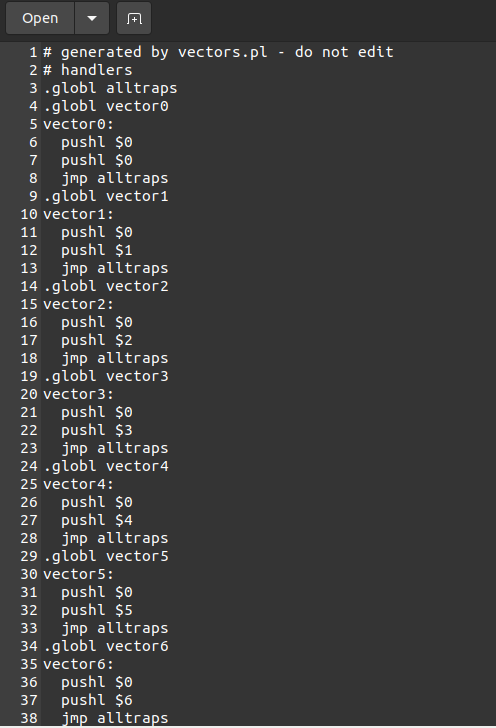 Open
1 # generated by vectors.pl - do not edit
2 # handlers
3 .globl alltraps
4 .globl vector0
5 vector0:
6   pushl $0
7   pushl $0
8   jmp alltraps
9 .globl vector1
10 vector1:
11   pushl $0
12   pushl $1
13   jmp alltraps
14 .globl vector2
15 vector2:
16   pushl $0
17   pushl $2
18   jmp alltraps
19 .globl vector3
20 vector3:
21   pushl $0
22   pushl $3
23   jmp alltraps
24 .globl vector4
25 vector4:
26   pushl $0
27   pushl $4
28   jmp alltraps
29 .globl vector5
30 vector5:
31   pushl $0
32   pushl $5
33   jmp alltraps
34 .globl vector6
35 vector6:
36   pushl $0
37   pushl $6
38   jmp alltraps